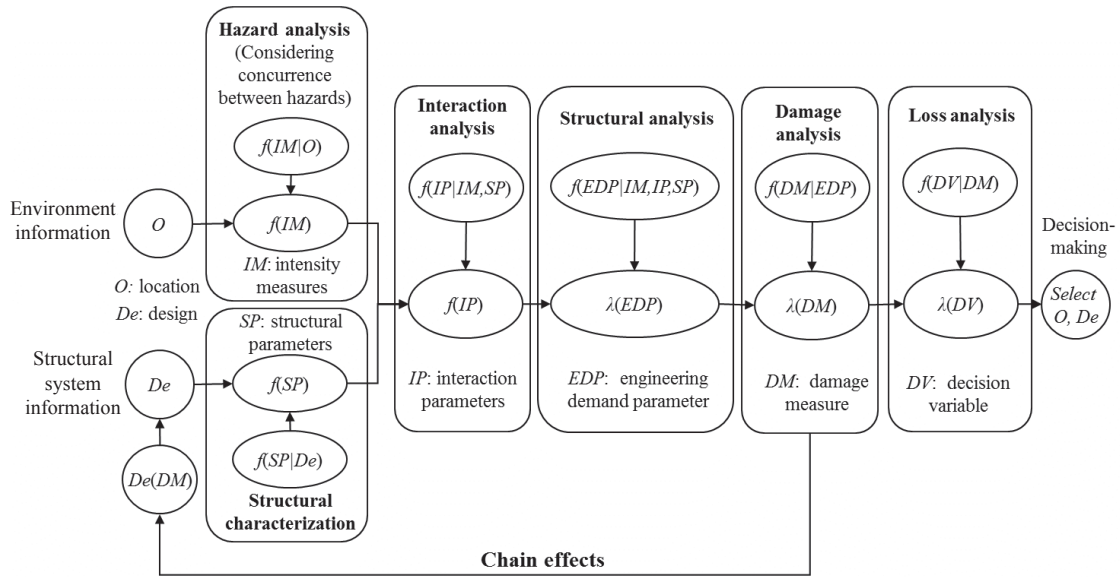 Hazard analysis
(Considering
concurrence
between hazards)
f(IM|O)
f(IM)
IM: intensity
measures
Environment
information
O
O: location
De: design
Structural
system
information
De
De(DM)
SP: structural
parameters
f(SP)
f(SP|De)
Structural
characterization
Interaction
analysis
f(IP|IM,SP)
f(IP)
IP: interaction
parameters
Structural analysis
f(EDP|IM,IP,SP)
λ(EDP)
EDP: engineering
demand parameter
Damage
analysis
f(DM|EDP)
λ(DM)
DM: damage
measure
Loss analysis
f(DV|DM)
λ(DV)
DV: decision
variable
Decision-
making
Select
O, De
Chain effects